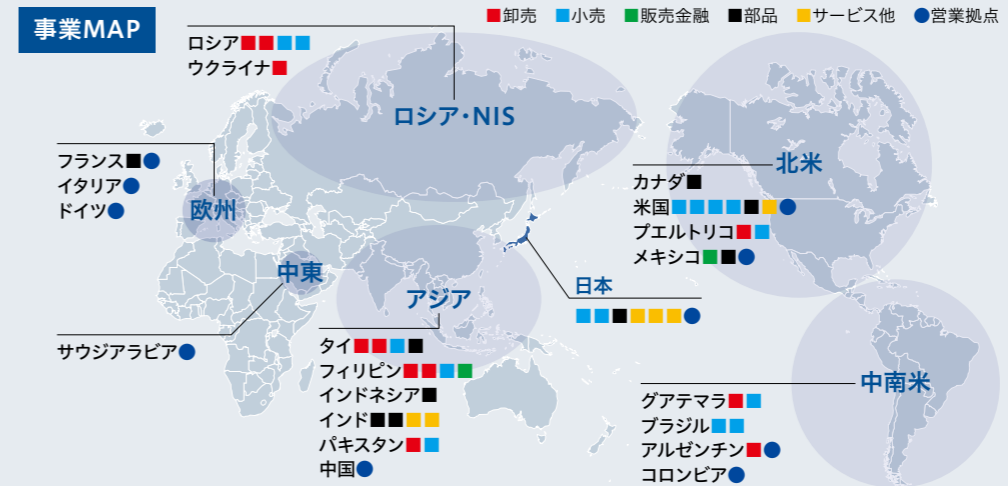 事業MAP
■卸売 ■小売 ■販売金融 ■部品 ■サービス他 ●営業拠点
ロシア■■■■
ウクライナ■
ロシア・NIS
フランス■●
イタリア●
ドイツ●
欧州
中東
サウジアラビア●
アジア
タイ■■■■
フィリピン■■■■
インドネシア■
インド■■■■
パキスタン■■
中国●
日本
■■■■■■●
北米
カナダ■
米国■■■■■■●
プエルトリコ■■
メキシコ■■●
中南米
グアテマラ■■
ブラジル■■
アルゼンチン■●
コロンビア●